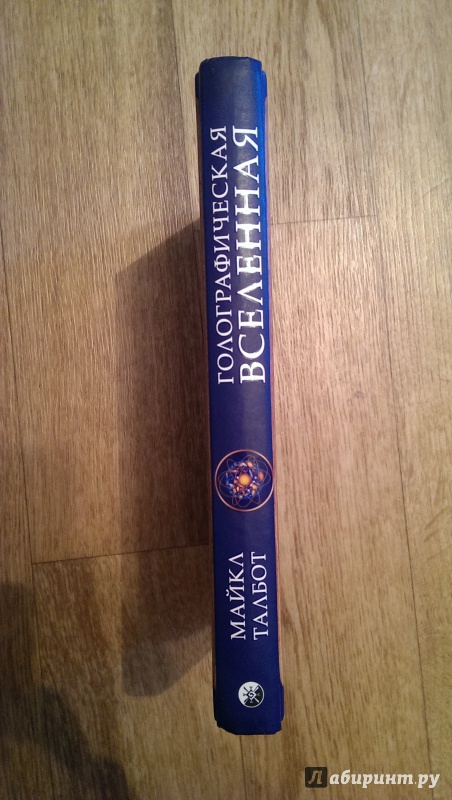 МАЙКЛ
ТАЛБОТ
ГОЛОГРАФИЧЕСКАЯ
ВСЕЛЕННАЯ
Лабиринт.ру